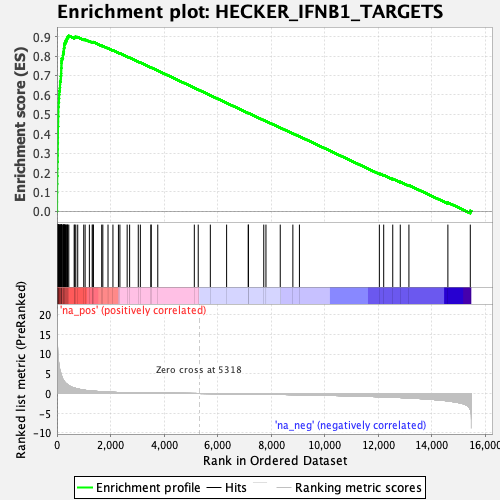 Enrichment plot: HECKER_IFNB1_TARGETS
Enrichment score (ES)
0.9
0.8
0.7
0.6
0.5
0.4
0.3
0.2
0.1
0.0
Ranked list metric (PreRanked)
20
15
10
5
0
-5
-10
'na_pos' (positively correlated)
Zero cross at 5318
'na_neg' (negatively correlated)
0 2,000 4,000 6,000 8,000 10,000 12,000 14,000 16,000
Rank in Ordered Dataset
Enrichment profile Hits Ranking metric scores